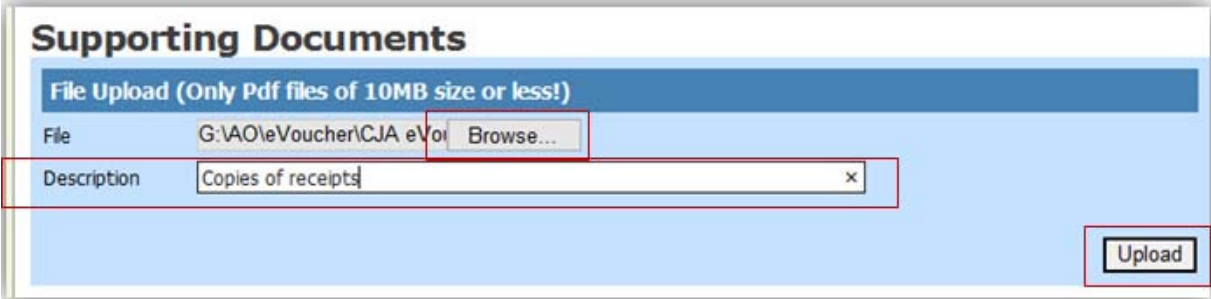 Supporting Documents
File Upload (Only Pdf files of 10MB size or less!)
File G:\AO\eVoucher\CJA eVou Browse...
Description Copies of receipts ×
Upload